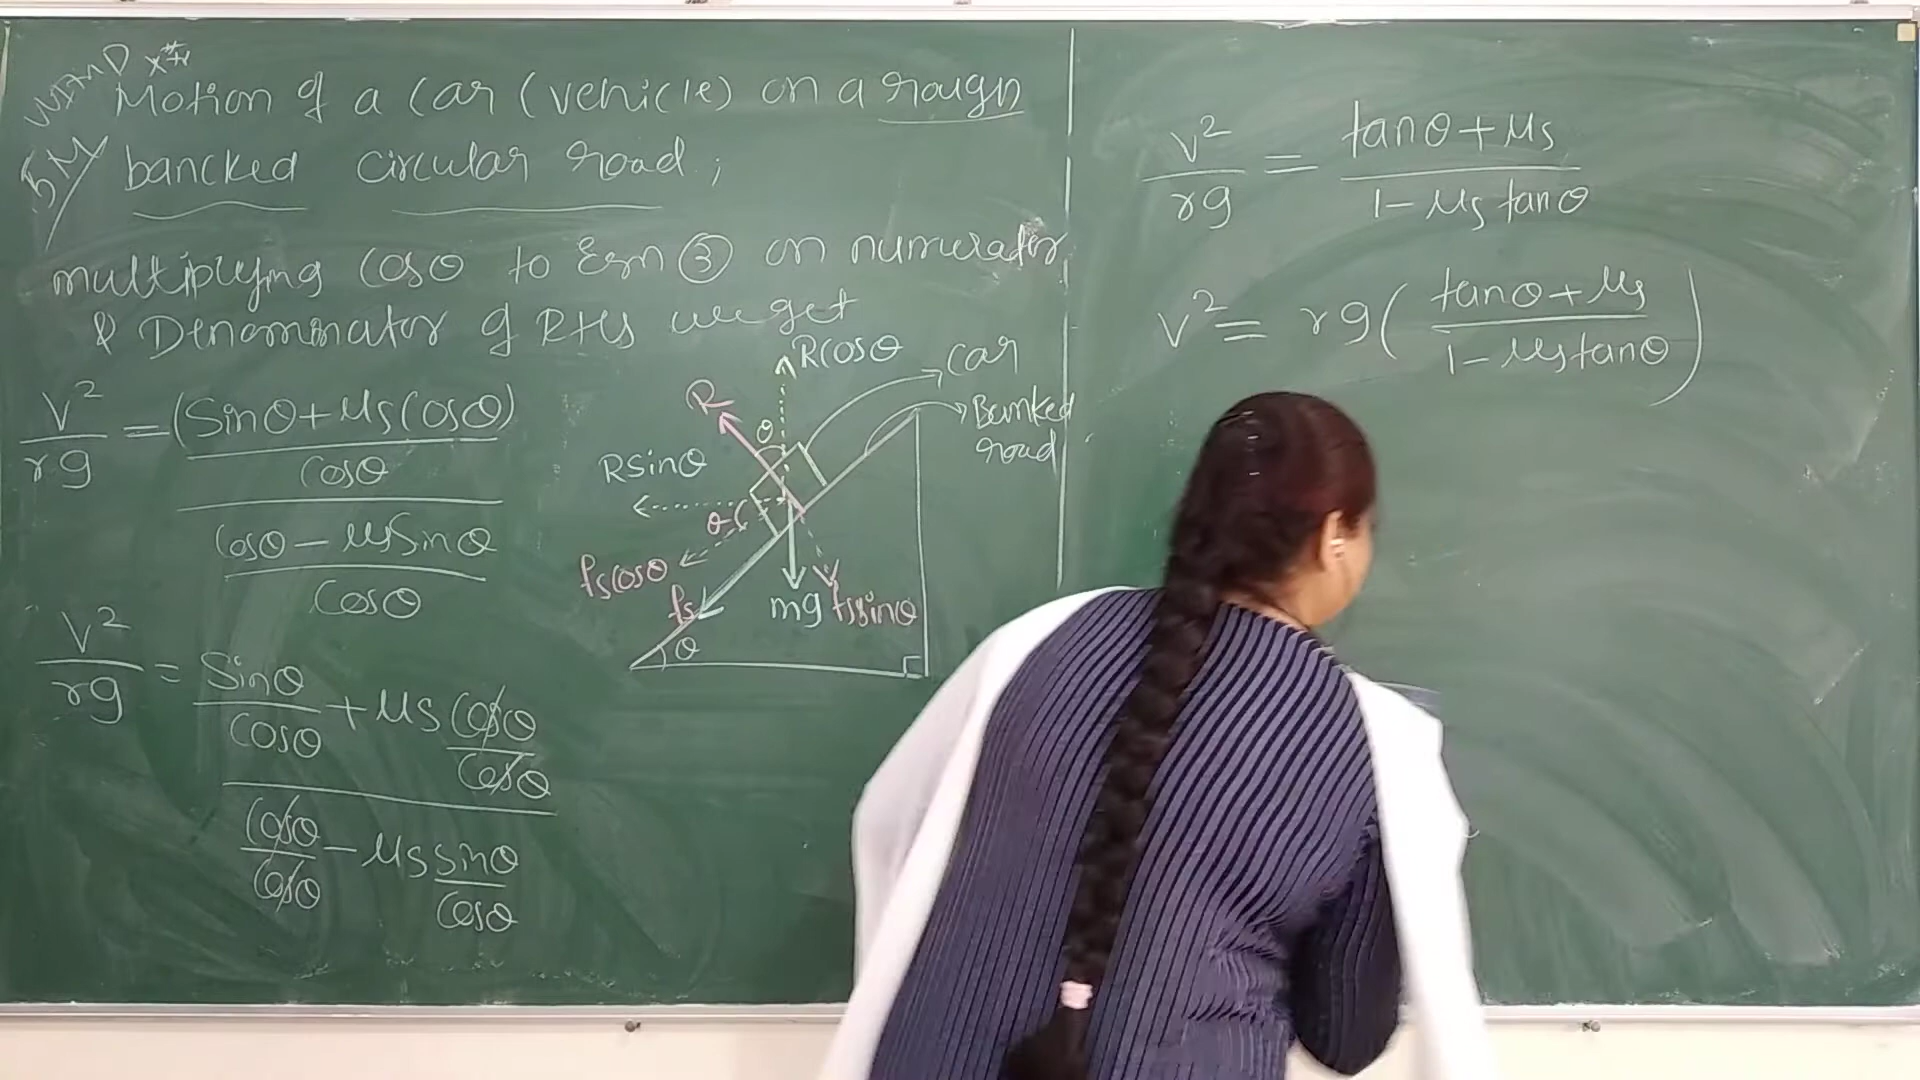 Motion of a car (vehicle) on a rough
5M
bancked circular road;
multiplying cosθ to Eqn ③ on numerator
& Denominator of RHS we get
v²/rg = (Sinθ+μs cosθ)/cosθ / cosθ-μs Sinθ/cosθ
v²/rg = Sinθ/cosθ + μs cosθ/cosθ / cosθ/cosθ - μs sinθ/cosθ
Rcosθ
car
R
Banked
road
θ
Rsinθ
θ
fscosθ
fs
mg
fssinθ
θ
v²/rg = tanθ+μs/1-μs tanθ
v² = rg(tanθ+μs/1-μs tanθ)